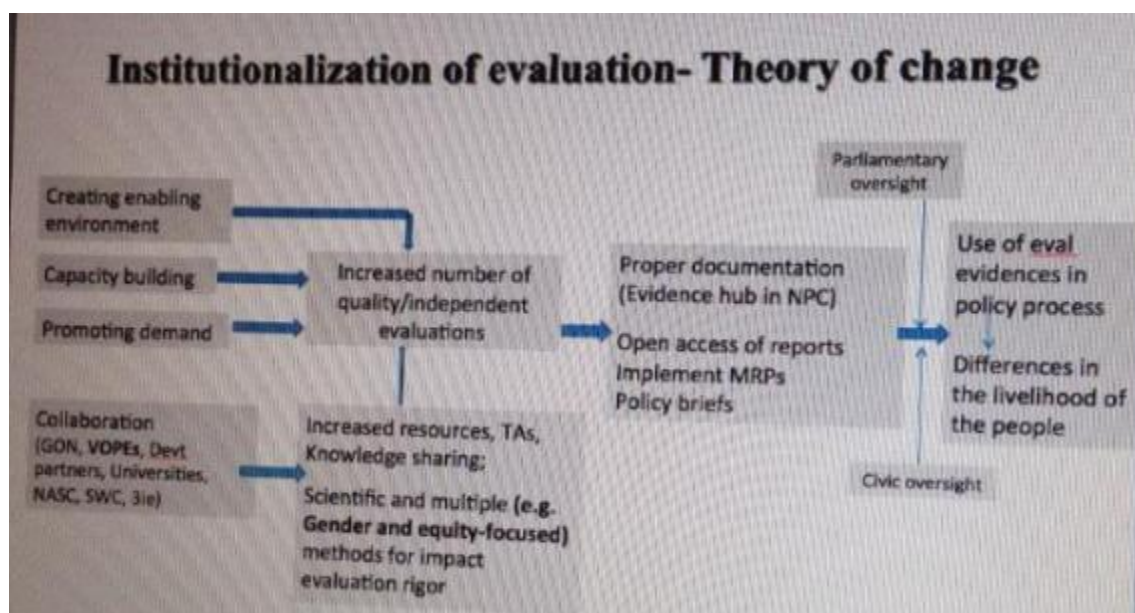 Institutionalization of evaluation- Theory of change
Parliamentary
oversight
Creating enabling
environment
Capacity building
Promoting demand
Increased number of
quality/independent
evaluations
Proper documentation
(Evidence hub in NPC)
Open access of reports
Implement MRPs
Policy briefs
Use of eval
evidences in
policy process
Differences in
the livelihood of
the people
Collaboration
(GON, VOPEs, Devt
partners, Universities,
NASC, SWC, 3ie)
Increased resources, TAs,
Knowledge sharing;
Scientific and multiple (e.g.
Gender and equity-focused)
methods for impact
evaluation rigor
Civic oversight